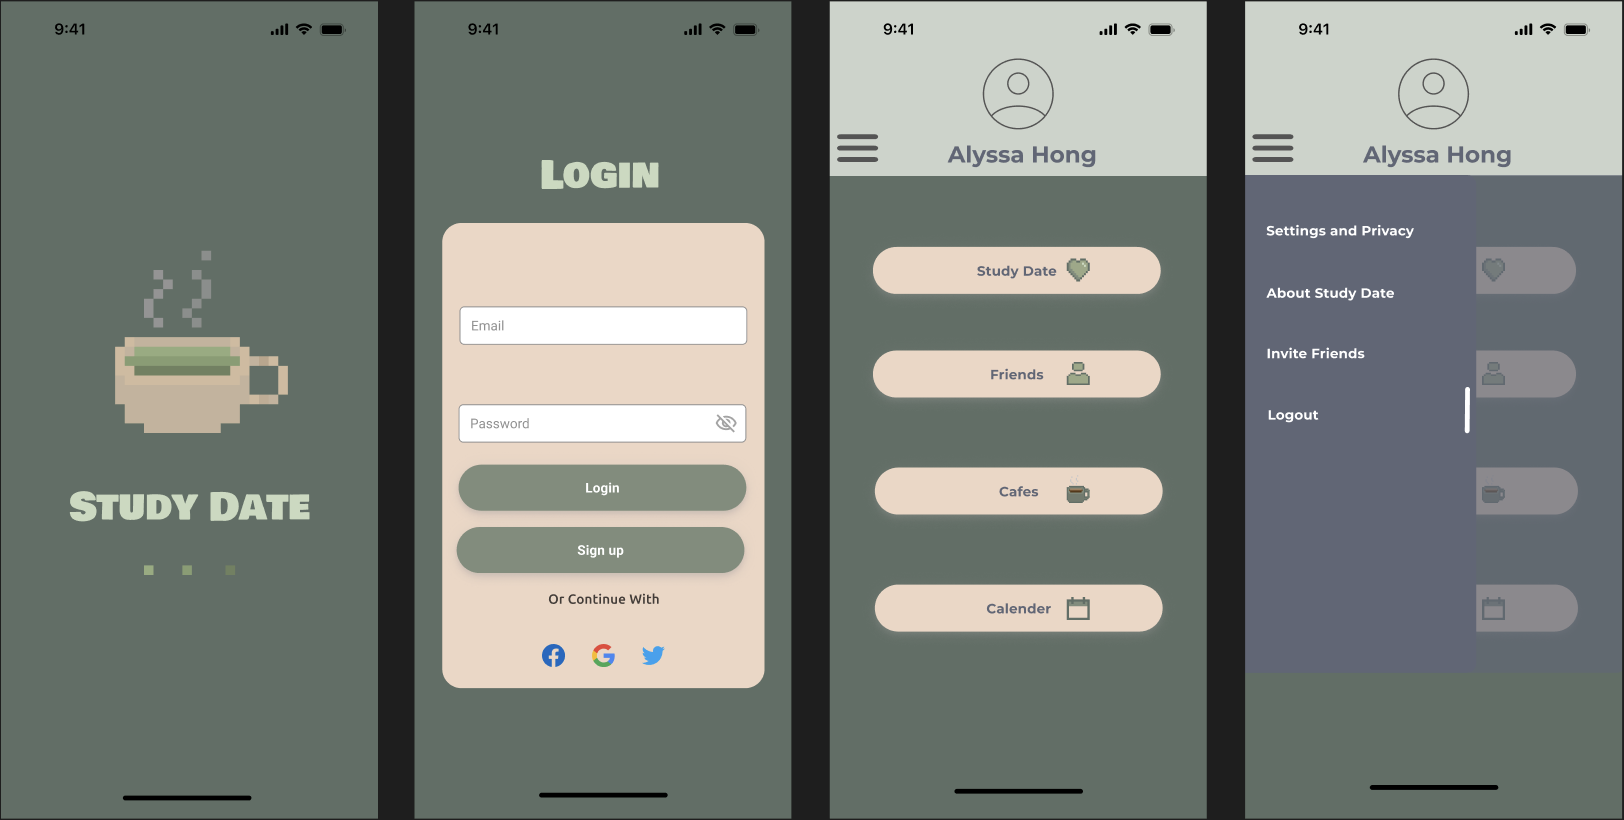 9:41
STUDY DATE
9:41
LOGIN
Email
Password
Login
Sign up
Or Continue With
9:41
Alyssa Hong
Study Date
Friends
Cafes
Calender
9:41
Alyssa Hong
Settings and Privacy
About Study Date
Invite Friends
Logout